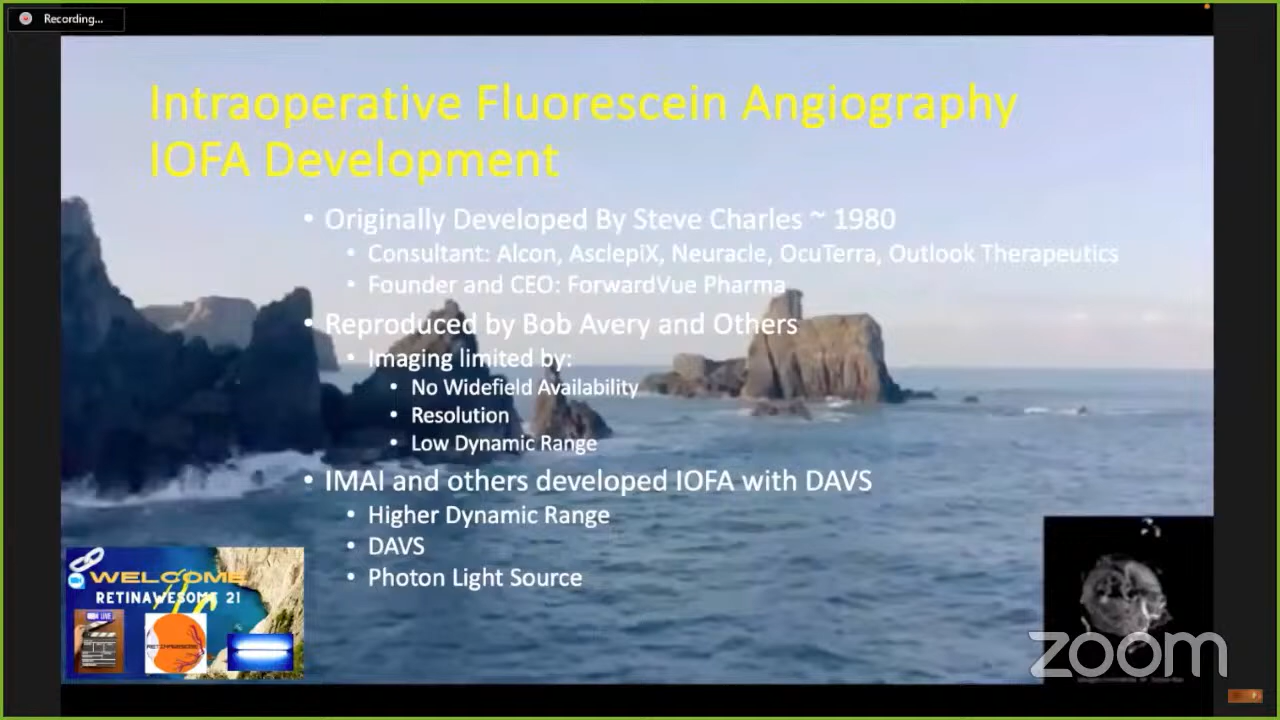 Recording...
Intraoperative Fluorescein Angiography
IOFA Development
• Originally Developed By Steve Charles ~ 1980
• Consultant: Alcon, AsclepiX, Neuracle, OcuTerra, Outlook Therapeutics
• Founder and CEO: ForwardVue Pharma
• Reproduced by Bob Avery and Others
• Imaging limited by:
• No Widefield Availability
• Resolution
• Low Dynamic Range
• IMAI and others developed IOFA with DAVS
• Higher Dynamic Range
• DAVS
• Photon Light Source
WELCOME
RETINAWESOME 21
LIVE
RETINAWESOME
zoom